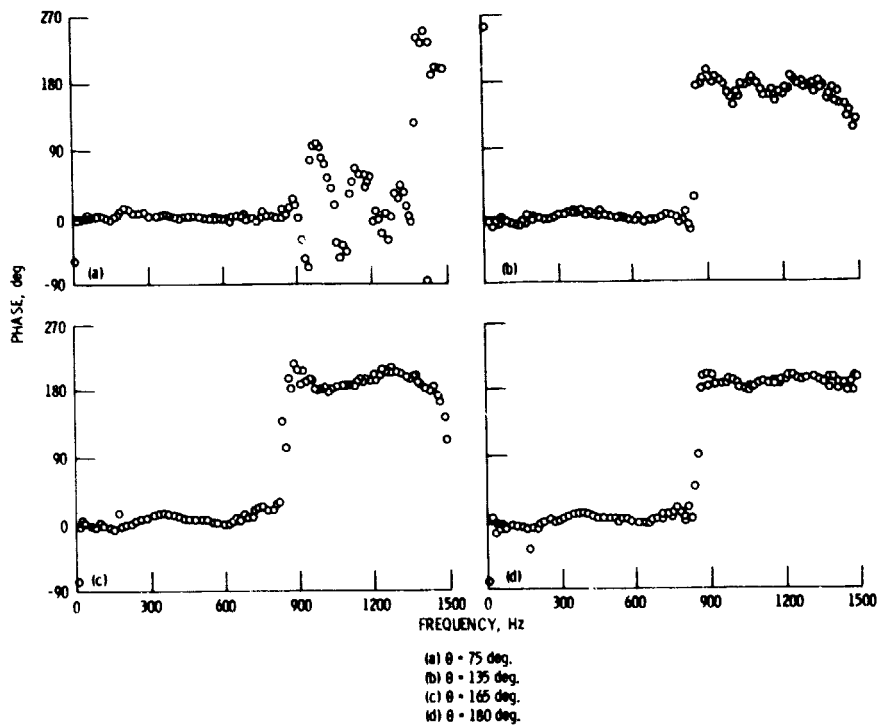 270
180
90
0
-90
(a)
(b)
PHASE, deg
270
180
90
0
-90
(c)
(d)
0 300 600 900 1200 1500 0 300 600 900 1200 1500
FREQUENCY, Hz
(a) θ = 75 deg.
(b) θ = 135 deg.
(c) θ = 165 deg.
(d) θ = 180 deg.